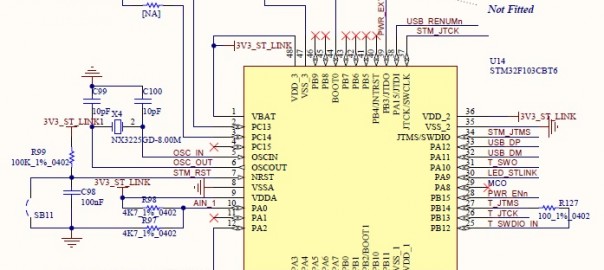 [NA]
Not Fitted
PWR_EX
USB_RENUMn
STM_JTCK
3V3_ST_LINK
U14
STM32F103CBT6
48 47 46 45 44 43 42 41 40 39 38 37
VDD_3 VSS_3 PB9 PB8 BOOT0 PB7 PB6 PB5 PB4/JNTRST PB3/JTDO PA15/JTDI JTCK/SWCLK
C99 C100
10pF 10pF
X4
3V3_ST_LINK1 2
NX3225GD-8.00M
R99
100K_1%_0402
OSC_IN
OSC_OUT
STM_RST
3V3_ST_LINK
C98
100nF
SB11
R98 AIN_1
4K7_1%_0402
R97
4K7_1%_0402
1 VBAT
2 PC13
3 PC14
4 PC15
5 OSCIN
6 OSCOUT
7 NRST
8 VSSA
9 VDDA
10 PA0
11 PA1
12 PA2
VDD_2 36 3V3_ST_LINK
VSS_2 35
JTMS/SWDIO 34 STM_JTMS
PA12 33 USB_DP
PA11 32 USB_DM
PA10 31 T_SWO
PA9 30 LED_STLINK
PA8 29 MCO
PB15 28 PWR_ENn
PB14 27 T_JTMS R127
PB13 26 T_JTCK 100_1%_0402
PB12 25 T_SWDIO_IN
PA3 PA4 PA5 PA6 PA7 PB0 PB1 PB2/BOOT1 PB10 PB11 VSS_1 VDD_1